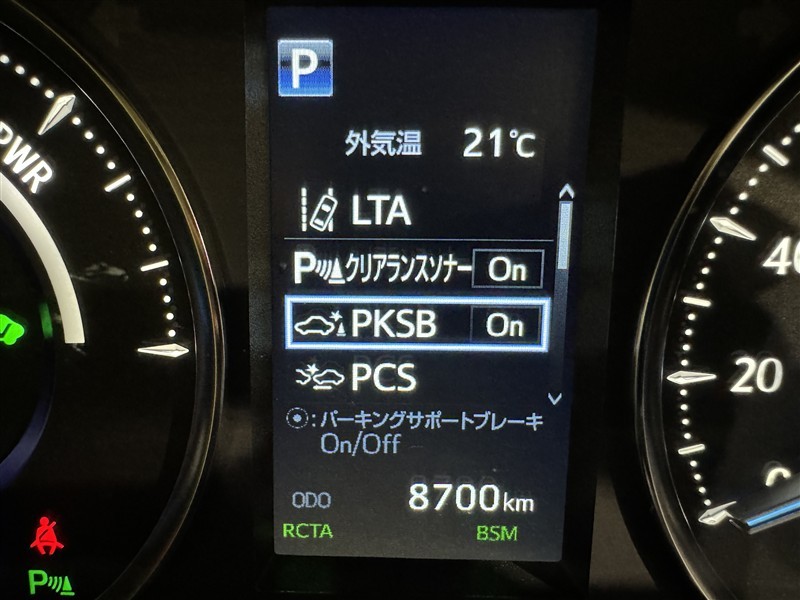 P
外気温 21℃
PWR
LTA
Pクリアランスソナー On
PKSB On
PCS
:パーキングサポートブレーキ
On/Off
40
20
0
ODO 8700km
RCTA BSM
P